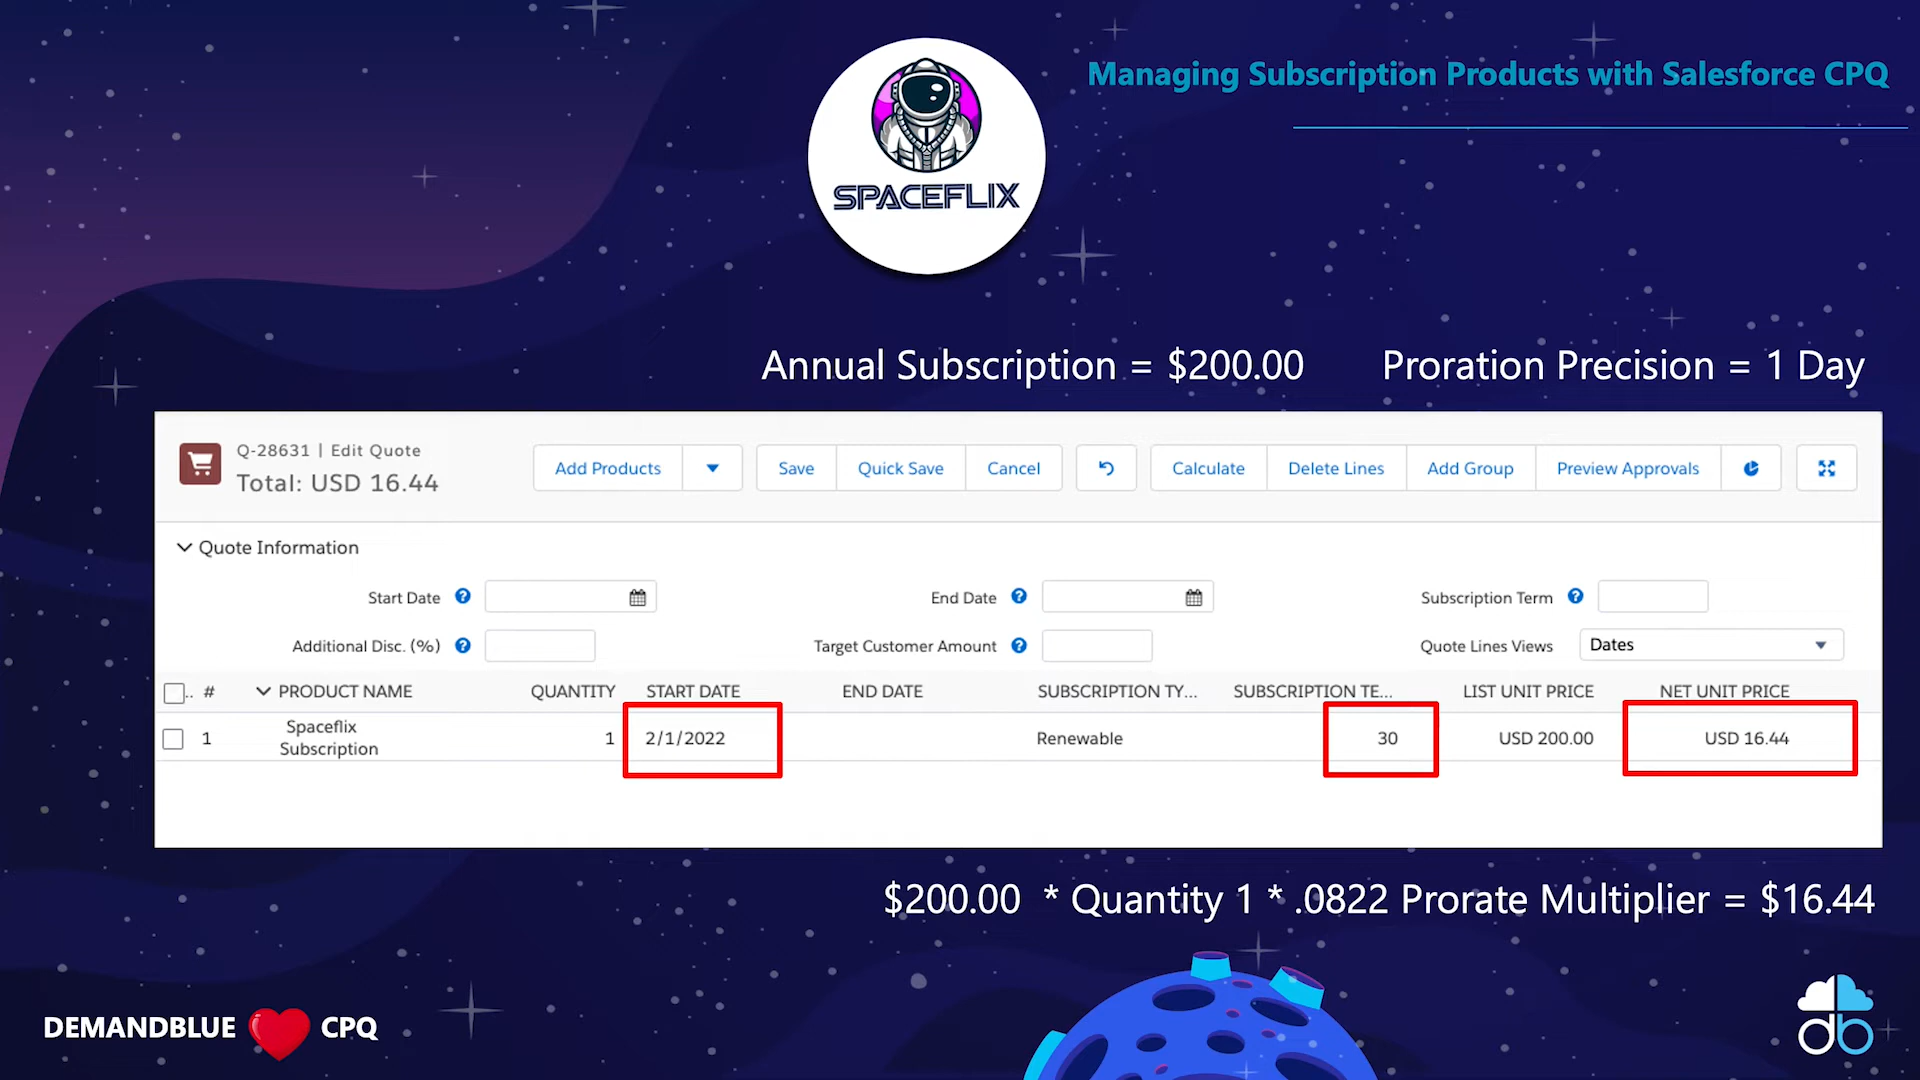 Managing Subscription Products with Salesforce CPQ
SPACEFLIX
Annual Subscription = $200.00
Proration Precision = 1 Day
Q-28631 | Edit Quote
Total: USD 16.44
Add Products
Save
Quick Save
Cancel
Calculate
Delete Lines
Add Group
Preview Approvals
Quote Information
Start Date ?
End Date ?
Subscription Term ?
Additional Disc. (%) ?
Target Customer Amount ?
Quote Lines Views
Dates
.. # PRODUCT NAME QUANTITY START DATE END DATE SUBSCRIPTION TY... SUBSCRIPTION TE... LIST UNIT PRICE NET UNIT PRICE
1 Spaceflix Subscription 1 2/1/2022 Renewable 30 USD 200.00 USD 16.44
$200.00 * Quantity 1 * .0822 Prorate Multiplier = $16.44
DEMANDBLUE CPQ
db